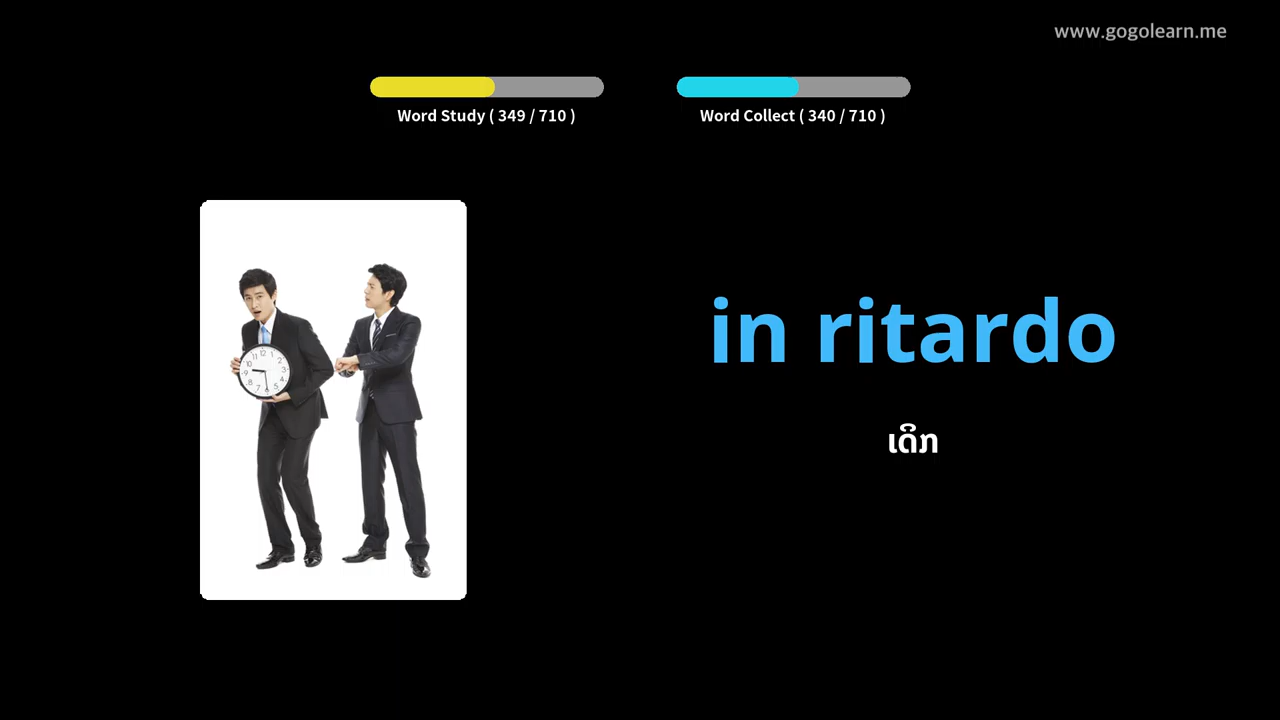 www.gogolearn.me
Word Study ( 349 / 710 )
Word Collect ( 340 / 710 )
in ritardo
ເດິກ